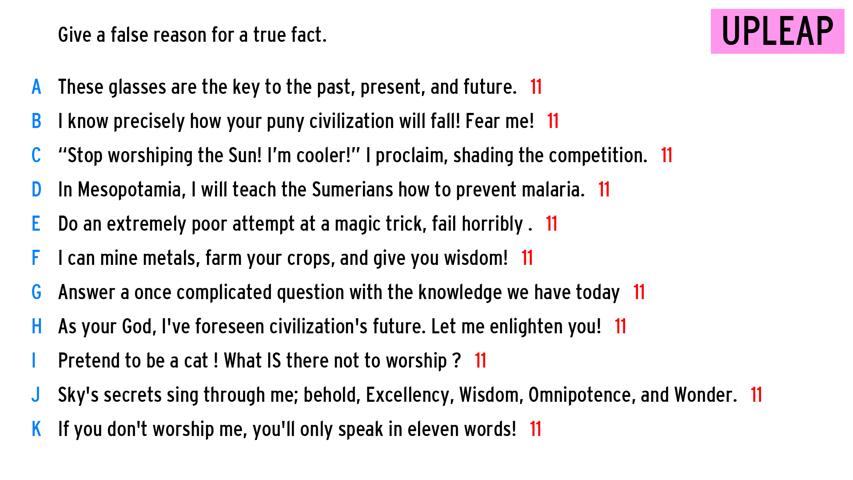 Give a false reason for a true fact.
UPLEAP
A These glasses are the key to the past, present, and future. 11
B I know precisely how your puny civilization will fall! Fear me! 11
C “Stop worshiping the Sun! I’m cooler!” I proclaim, shading the competition. 11
D In Mesopotamia, I will teach the Sumerians how to prevent malaria. 11
E Do an extremely poor attempt at a magic trick, fail horribly . 11
F I can mine metals, farm your crops, and give you wisdom! 11
G Answer a once complicated question with the knowledge we have today 11
H As your God, I've foreseen civilization's future. Let me enlighten you! 11
I Pretend to be a cat ! What IS there not to worship ? 11
J Sky's secrets sing through me; behold, Excellency, Wisdom, Omnipotence, and Wonder. 11
K If you don't worship me, you'll only speak in eleven words! 11